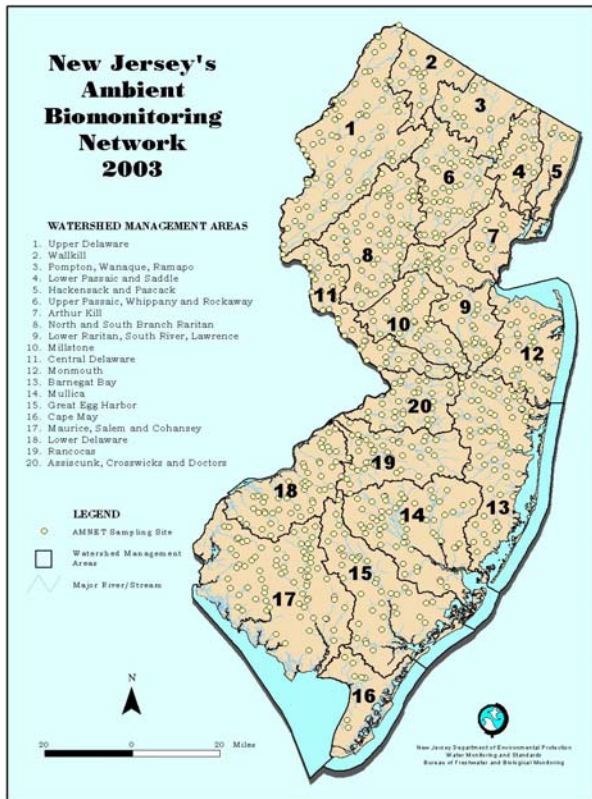 New Jersey's
Ambient
Biomonitoring
Network
2003
WATERSHED MANAGEMENT AREAS
1. Upper Delaware
2. Wallkill
3. Pompton, Wanaque, Ramapo
4. Lower Passaic and Saddle
5. Hackensack and Pascack
6. Upper Passaic, Whippany and Rockaway
7. Arthur Kill
8. North and South Branch Raritan
9. Lower Raritan, South River, Lawrence
10. Millstone
11. Central Delaware
12. Monmouth
13. Barnegat Bay
14. Mullica
15. Great Egg Harbor
16. Cape May
17. Maurice, Salem and Cohansey
18. Lower Delaware
19. Rancocas
20. Assiscunk, Crosswicks and Doctors
LEGEND
AMNET Sampling Site
Watershed Management
Areas
Major River/Stream
N
20 0 20 Miles
2
3
1
4
5
6
7
8
11
9
10
12
20
19
18
14
13
15
17
16
New Jersey Department of Environmental Protection
Water Monitoring and Standards
Bureau of Freshwater and Biological Monitoring